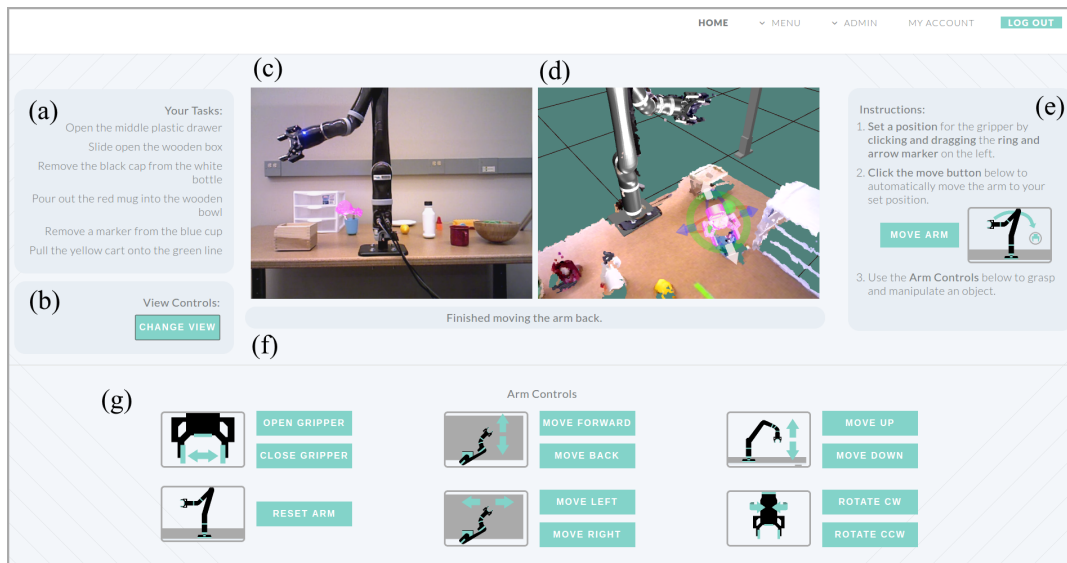 HOME MENU ADMIN MY ACCOUNT LOG OUT
(c) (d)
(a) Your Tasks:
Open the middle plastic drawer
Slide open the wooden box
Remove the black cap from the white
bottle
Pour out the red mug into the wooden
bowl
Remove a marker from the blue cup
Pull the yellow cart onto the green line
(b) View Controls:
CHANGE VIEW
Instructions: (e)
1. Set a position for the gripper by
clicking and dragging the ring and
arrow marker on the left.
2. Click the move button below to
automatically move the arm to your
set position.
MOVE ARM
3. Use the Arm Controls below to grasp
and manipulate an object.
Finished moving the arm back.
(f)
(g) Arm Controls
OPEN GRIPPER
CLOSE GRIPPER
RESET ARM
MOVE FORWARD
MOVE BACK
MOVE LEFT
MOVE RIGHT
MOVE UP
MOVE DOWN
ROTATE CW
ROTATE CCW